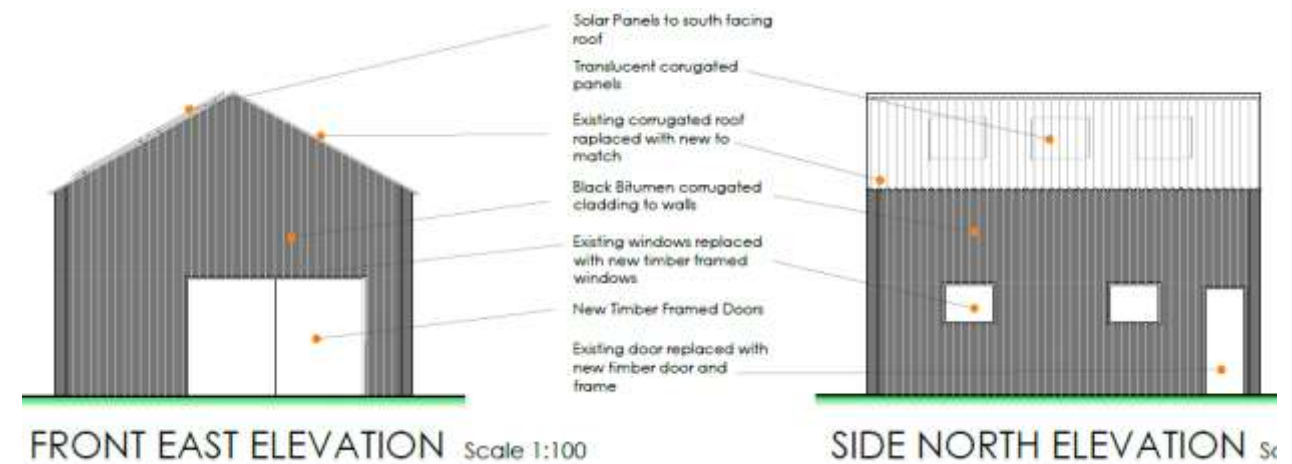 Solar Panels to south facing
roof
Translucent corugated
panels
Existing corrugated roof
raplaced with new to
match
Black Bitumen corrugated
cladding to walls
Existing windows replaced
with new timber framed
windows
New Timber Framed Doors
Existing door replaced with
new timber door and
frame
FRONT EAST ELEVATION Scale 1:100
SIDE NORTH ELEVATION Sc